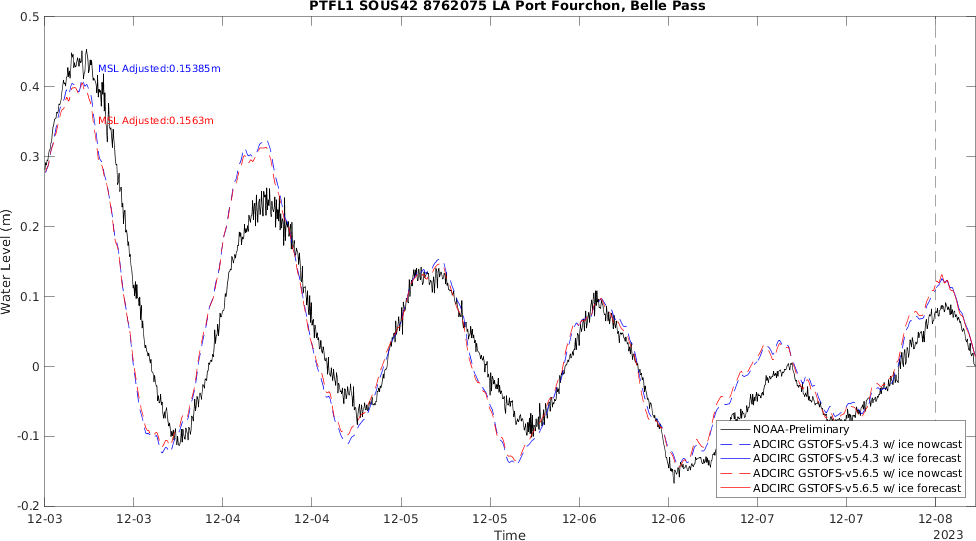 PTFL1 SOUS42 8762075 LA Port Fourchon, Belle Pass
0.5
MSL Adjusted:0.15385m
0.4
MSL Adjusted:0.1563m
0.3
0.2
Water Level (m)
0.1
0
-0.1
NOAA-Preliminary
ADCIRC GSTOFS-v5.4.3 w/ ice nowcast
ADCIRC GSTOFS-v5.4.3 w/ ice forecast
ADCIRC GSTOFS-v5.6.5 w/ ice nowcast
ADCIRC GSTOFS-v5.6.5 w/ ice forecast
-0.2
12-03 12-03 12-04 12-04 12-05 12-05 12-06 12-06 12-07 12-07 12-08
Time 2023